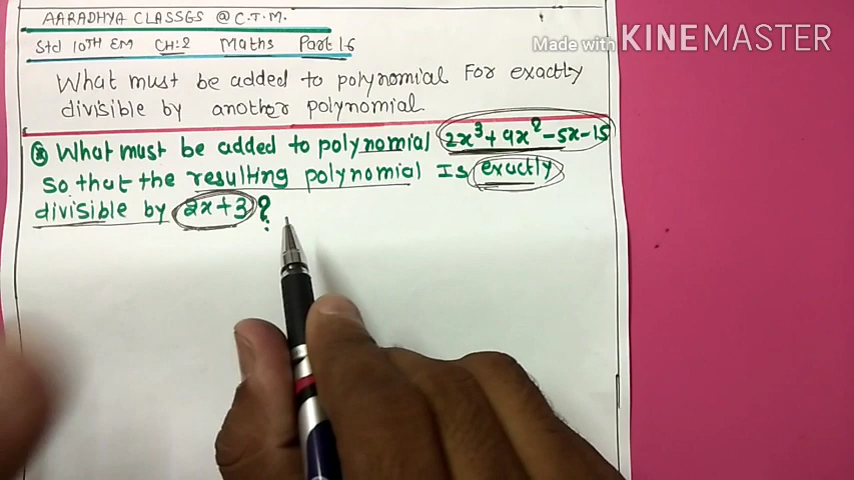 AARADHYA CLASSES @ C.T.M.
Std 10TH EM CH:2 Maths Part 16
Made with KINEMASTER
What must be added to polynomial For exactly
divisible by another polynomial
What must be added to polynomial 2x³+9x²-5x-15
so that the resulting polynomial Is exactly
divisible by 2x+3?